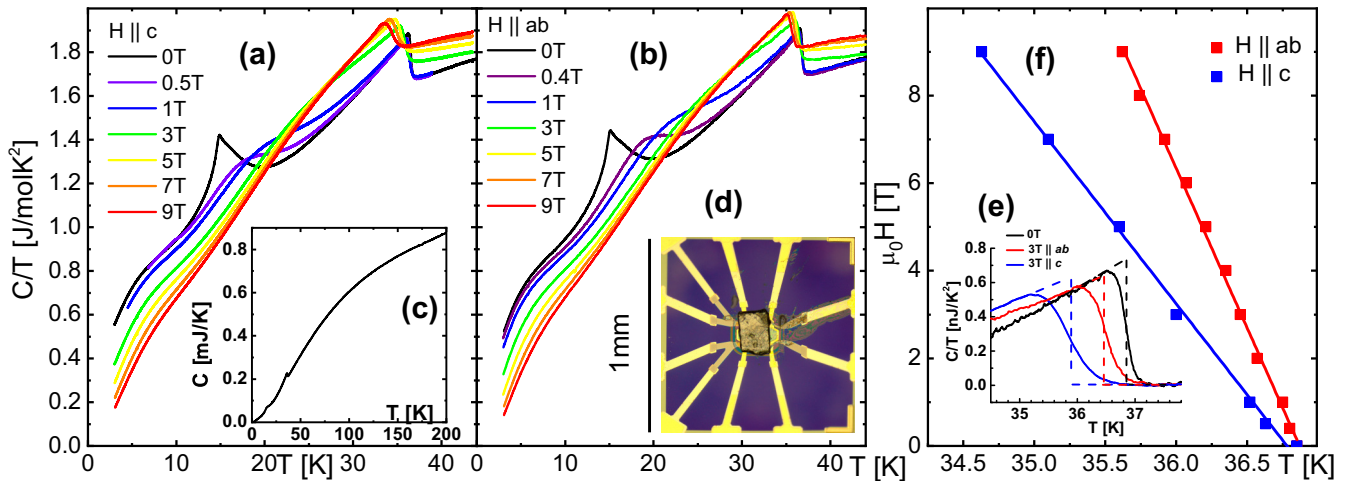 H || c
0T
0.5T
1T
3T
5T
7T
9T
(a)
C/T [J/molK²]
0.0
0.2
0.4
0.6
0.8
1.0
1.2
1.4
1.6
1.8
0 10 20 30 40
T [K]
(c)
C [mJ/K]
0.0
0.2
0.4
0.6
0.8
0 50 100 150 200
T [K]
H || ab
0T
0.4T
1T
3T
5T
7T
9T
(b)
(d)
1mm
0 10 20 30 40
T [K]
(f)
H || ab
H || c
μ₀H [T]
0
2
4
6
8
34.5 35.0 35.5 36.0 36.5
T [K]
(e)
0T
3T || ab
3T || c
C/T [nJ/K²]
0.0
0.2
0.4
0.6
0.8
35 36 37
T [K]